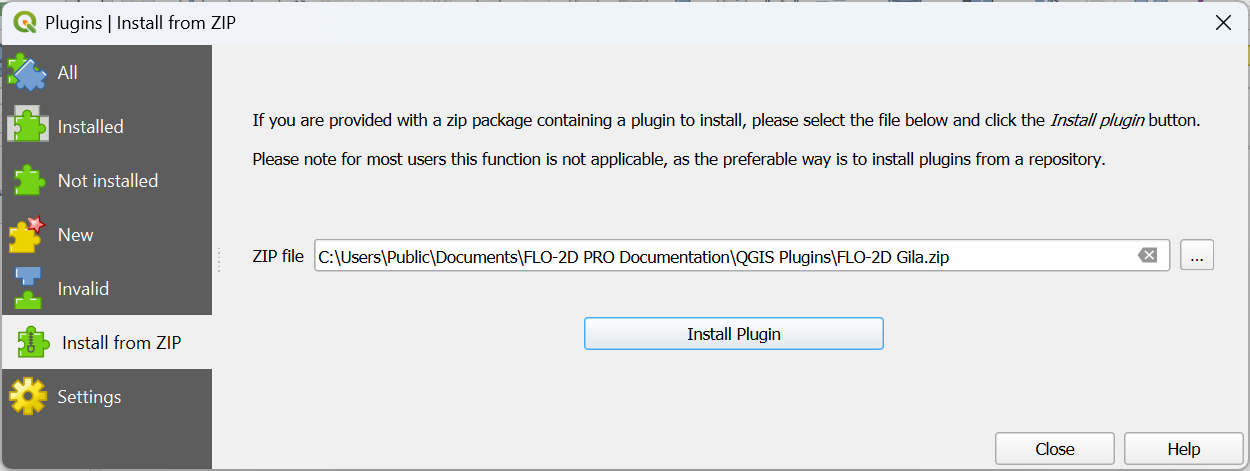 Plugins | Install from ZIP
All
Installed
Not installed
New
Invalid
Install from ZIP
Settings
If you are provided with a zip package containing a plugin to install, please select the file below and click the Install plugin button.
Please note for most users this function is not applicable, as the preferable way is to install plugins from a repository.
ZIP file C:\Users\Public\Documents\FLO-2D PRO Documentation\QGIS Plugins\FLO-2D Gila.zip ...
Install Plugin
Close Help